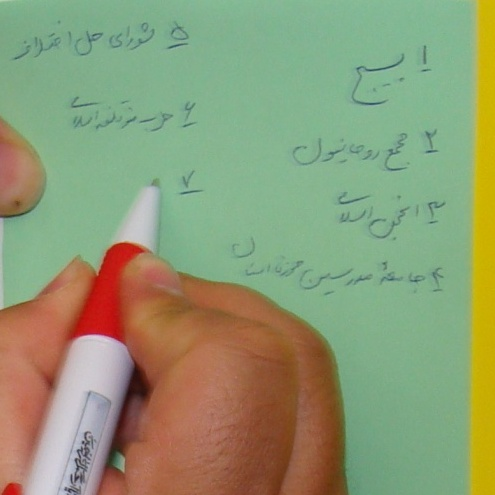 ۱ بسیج
۲ مجمع روحانیون
۳ انجمن اسلامی
۴ جامعهٔ مدرسین حوزه
۵ شورای حل اختلاف
۶ حزب مؤتلفه اسلامی
۷